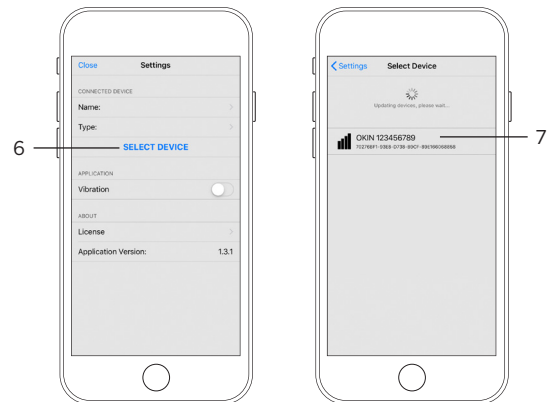 Close Settings
CONNECTED DEVICE
Name:
Type:
6 SELECT DEVICE
APPLICATION
Vibration
ABOUT
License
Application Version: 1.3.1
Settings Select Device
Updating devices, please wait...
OKIN 123456789 7